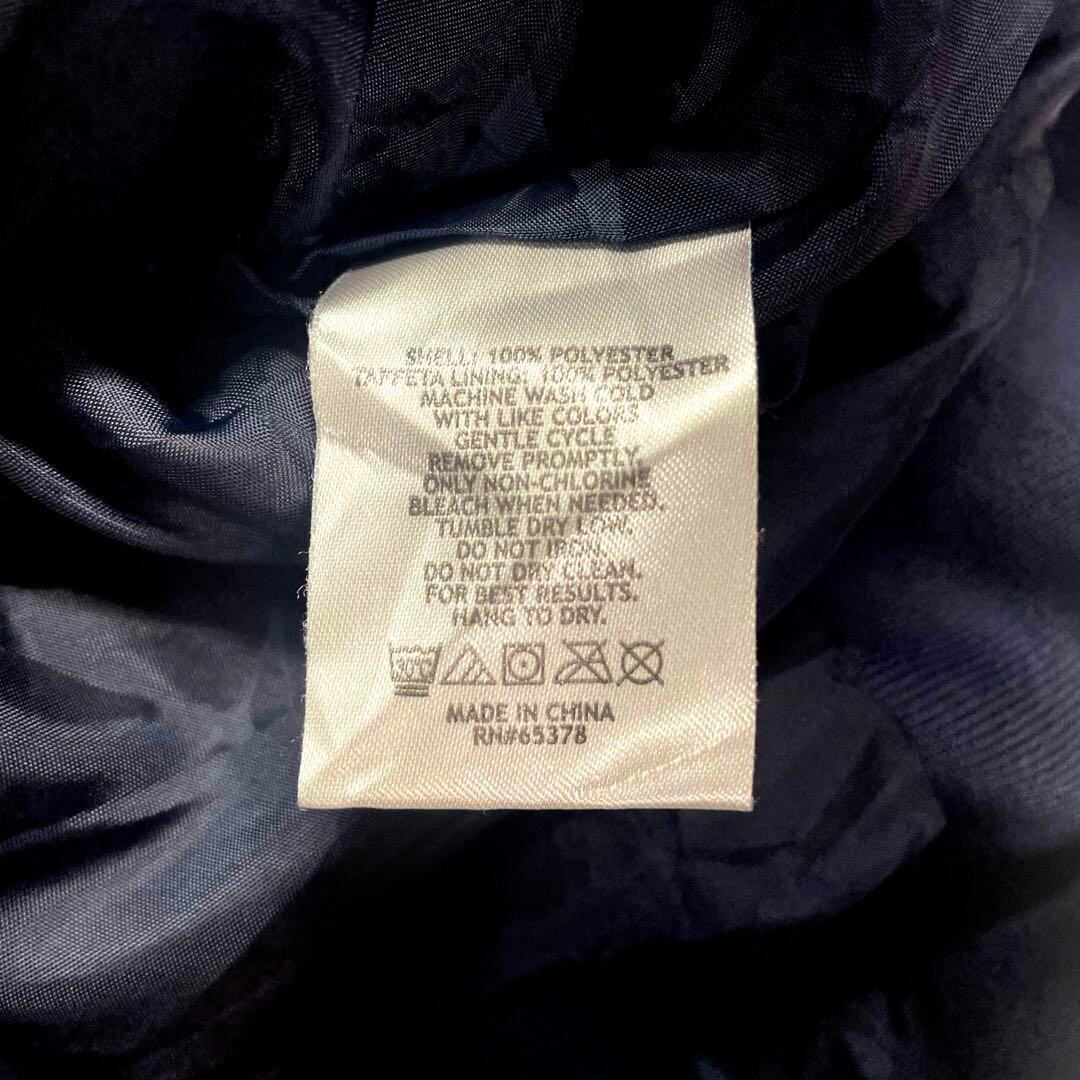 SHELL: 100% POLYESTER
TAFFETA LINING: 100% POLYESTER
MACHINE WASH COLD
WITH LIKE COLORS
GENTLE CYCLE
REMOVE PROMPTLY.
ONLY NON-CHLORINE
BLEACH WHEN NEEDED.
TUMBLE DRY LOW.
DO NOT IRON.
DO NOT DRY CLEAN.
FOR BEST RESULTS.
HANG TO DRY.
30°C
MADE IN CHINA
RN#65378